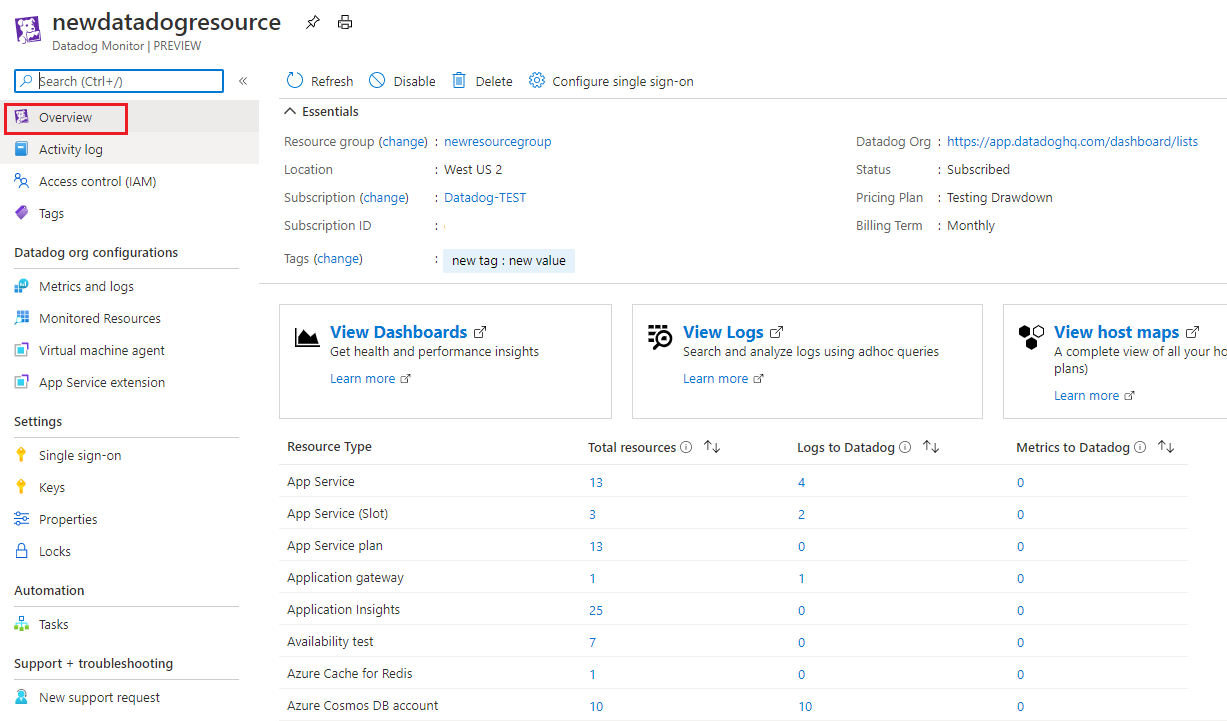 newdatadogresource
Datadog Monitor | PREVIEW
Search (Ctrl+/)
«
Overview
Activity log
Access control (IAM)
Tags
Datadog org configurations
Metrics and logs
Monitored Resources
Virtual machine agent
App Service extension
Settings
Single sign-on
Keys
Properties
Locks
Automation
Tasks
Support + troubleshooting
New support request
Refresh Disable Delete Configure single sign-on
Essentials
Resource group (change) : newresourcegroup
Location : West US 2
Subscription (change) : Datadog-TEST
Subscription ID :
Tags (change) : new tag : new value
Datadog Org : https://app.datadoghq.com/dashboard/lists
Status : Subscribed
Pricing Plan : Testing Drawdown
Billing Term : Monthly
View Dashboards
Get health and performance insights
Learn more
View Logs
Search and analyze logs using adhoc queries
Learn more
View host maps
A complete view of all your ho
plans)
Learn more
Resource Type Total resources Logs to Datadog Metrics to Datadog
App Service 13 4 0
App Service (Slot) 3 2 0
App Service plan 13 0 0
Application gateway 1 1 0
Application Insights 25 0 0
Availability test 7 0 0
Azure Cache for Redis 1 0 0
Azure Cosmos DB account 10 10 0